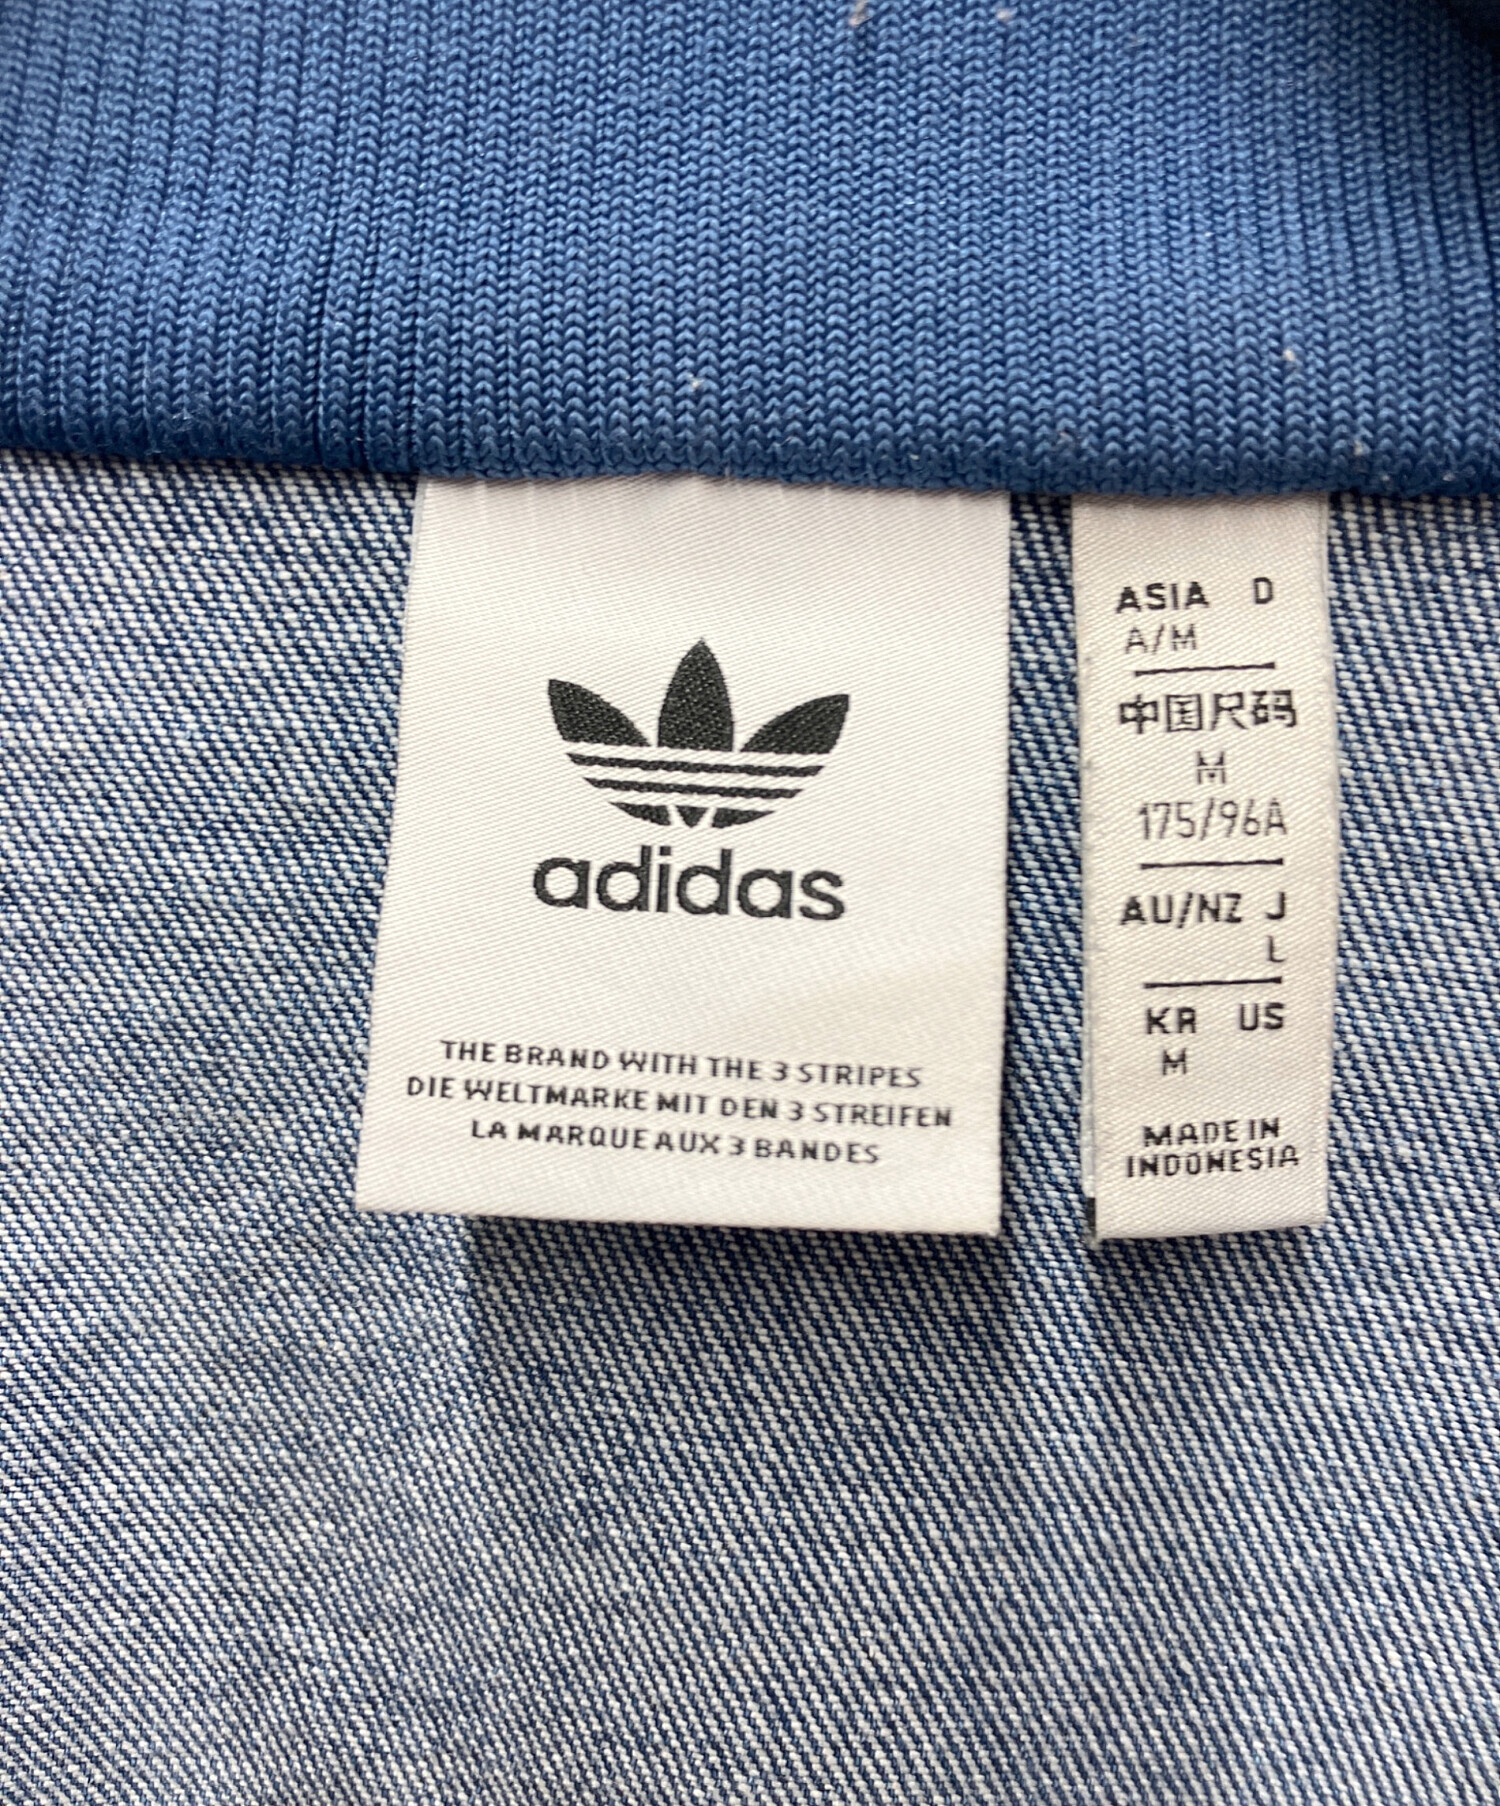 adidas
THE BRAND WITH THE 3 STRIPES
DIE WELTMARKE MIT DEN 3 STREIFEN
LA MARQUE AUX 3 BANDES
ASIA D
A/M
中国尺码
M
175/96A
AU/NZ J
L
KR US
M
MADE IN
INDONESIA